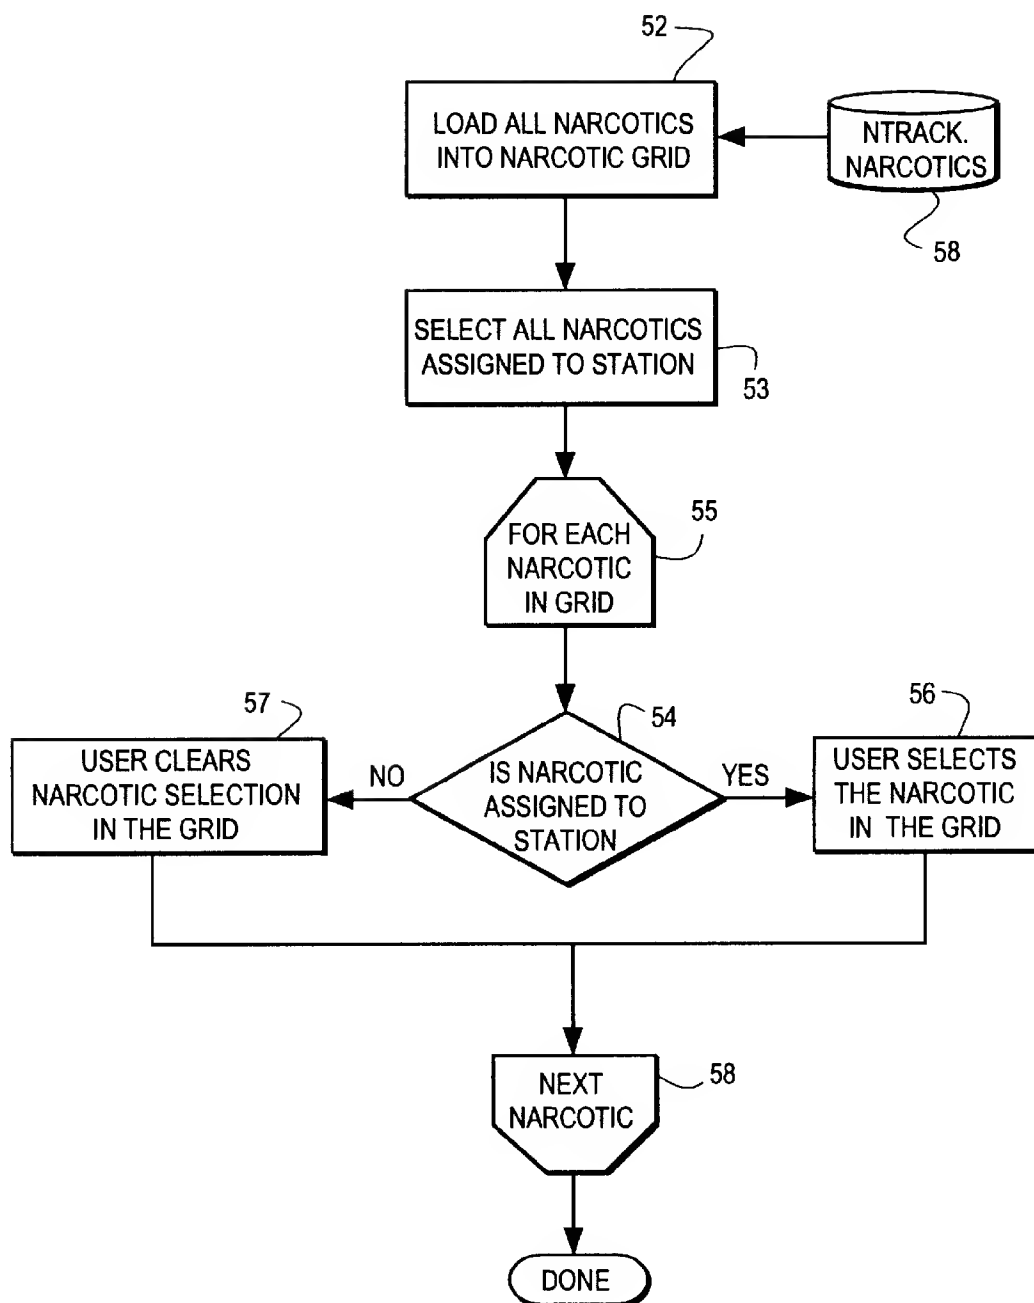 52
LOAD ALL NARCOTICS
INTO NARCOTIC GRID
NTRACK.
NARCOTICS
58
SELECT ALL NARCOTICS
ASSIGNED TO STATION
53
FOR EACH
NARCOTIC
IN GRID
55
57
USER CLEARS
NARCOTIC SELECTION
IN THE GRID
NO
54
IS NARCOTIC
ASSIGNED TO
STATION
YES
56
USER SELECTS
THE NARCOTIC
IN THE GRID
NEXT
NARCOTIC
58
DONE